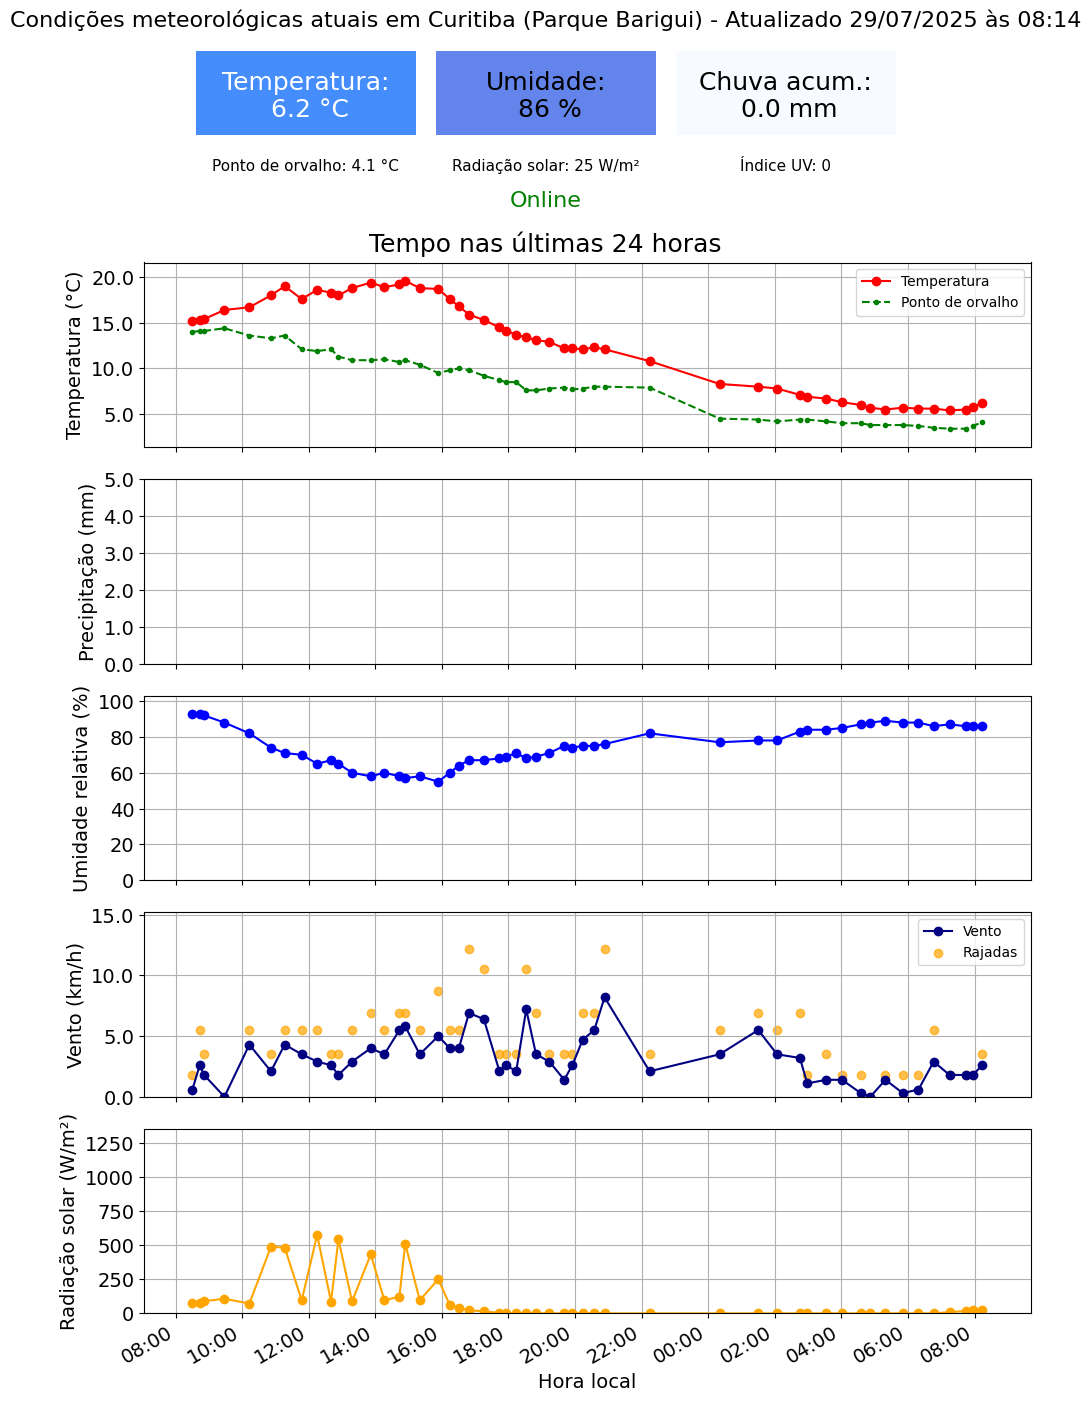 Condições meteorológicas atuais em Curitiba (Parque Barigui) - Atualizado 29/07/2025 às 08:14
Temperatura:
6.2 °C
Umidade:
86 %
Chuva acum.:
0.0 mm
Ponto de orvalho: 4.1 °C
Radiação solar: 25 W/m²
Índice UV: 0
Online
Tempo nas últimas 24 horas
Temperatura (°C)
20.0
15.0
10.0
5.0
Temperatura
Ponto de orvalho
Precipitação (mm)
5.0
4.0
3.0
2.0
1.0
0.0
Umidade relativa (%)
100
80
60
40
20
0
Vento (km/h)
15.0
10.0
5.0
0.0
Vento
Rajadas
Radiação solar (W/m²)
1250
1000
750
500
250
0
08:00
10:00
12:00
14:00
16:00
18:00
20:00
22:00
00:00
02:00
04:00
06:00
08:00
Hora local